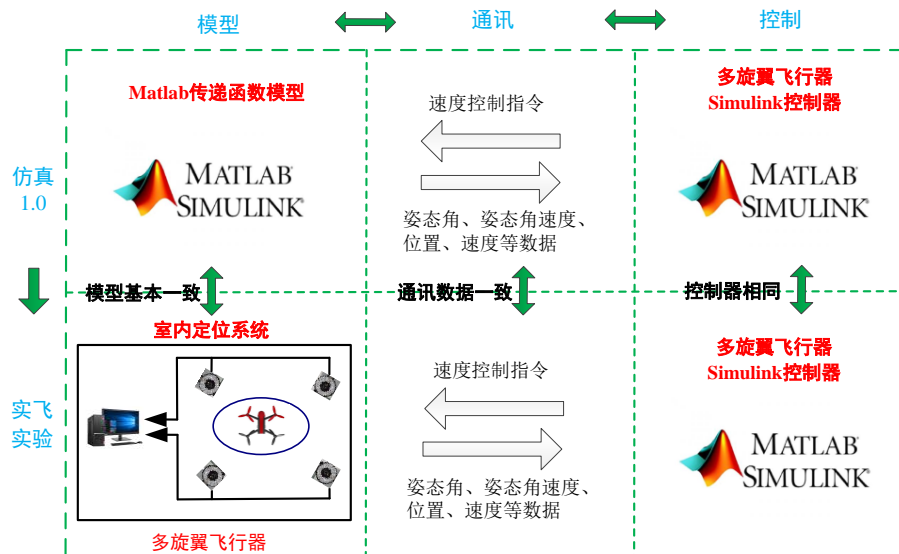 模型
通讯
控制
仿真
1.0
Matlab传递函数模型
MATLAB
SIMULINK®
速度控制指令
姿态角、姿态角速度、
位置、速度等数据
多旋翼飞行器
Simulink控制器
MATLAB
SIMULINK®
模型基本一致
通讯数据一致
控制器相同
实飞
实验
室内定位系统
多旋翼飞行器
速度控制指令
姿态角、姿态角速度、
位置、速度等数据
多旋翼飞行器
Simulink控制器
MATLAB
SIMULINK®